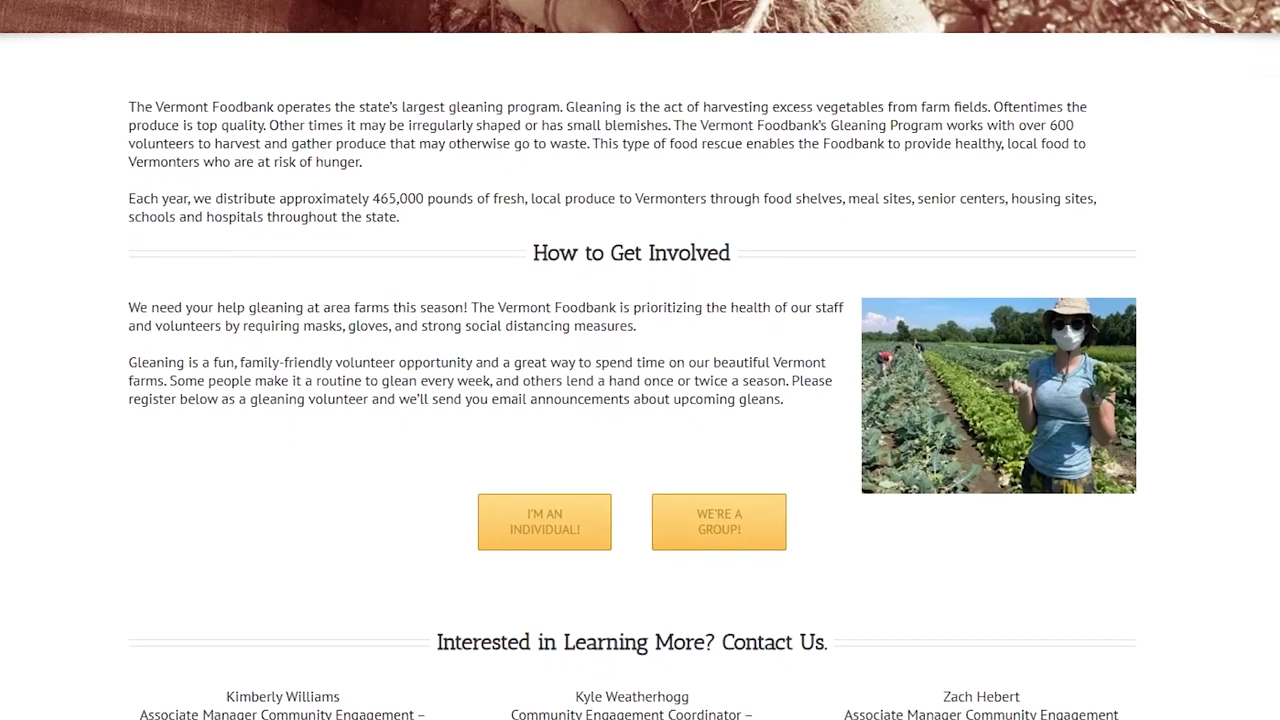 The Vermont Foodbank operates the state's largest gleaning program. Gleaning is the act of harvesting excess vegetables from farm fields. Oftentimes the
produce is top quality. Other times it may be irregularly shaped or has small blemishes. The Vermont Foodbank's Gleaning Program works with over 600
volunteers to harvest and gather produce that may otherwise go to waste. This type of food rescue enables the Foodbank to provide healthy, local food to
Vermonters who are at risk of hunger.
Each year, we distribute approximately 465,000 pounds of fresh, local produce to Vermonters through food shelves, meal sites, senior centers, housing sites,
schools and hospitals throughout the state.
How to Get Involved
We need your help gleaning at area farms this season! The Vermont Foodbank is prioritizing the health of our staff
and volunteers by requiring masks, gloves, and strong social distancing measures.
Gleaning is a fun, family-friendly volunteer opportunity and a great way to spend time on our beautiful Vermont
farms. Some people make it a routine to glean every week, and others lend a hand once or twice a season. Please
register below as a gleaning volunteer and we'll send you email announcements about upcoming gleans.
I'M AN
INDIVIDUAL!
WE'RE A
GROUP!
Interested in Learning More? Contact Us.
Kimberly Williams
Associate Manager Community Engagement –
Kyle Weatherhogg
Community Engagement Coordinator –
Zach Hebert
Associate Manager Community Engagement